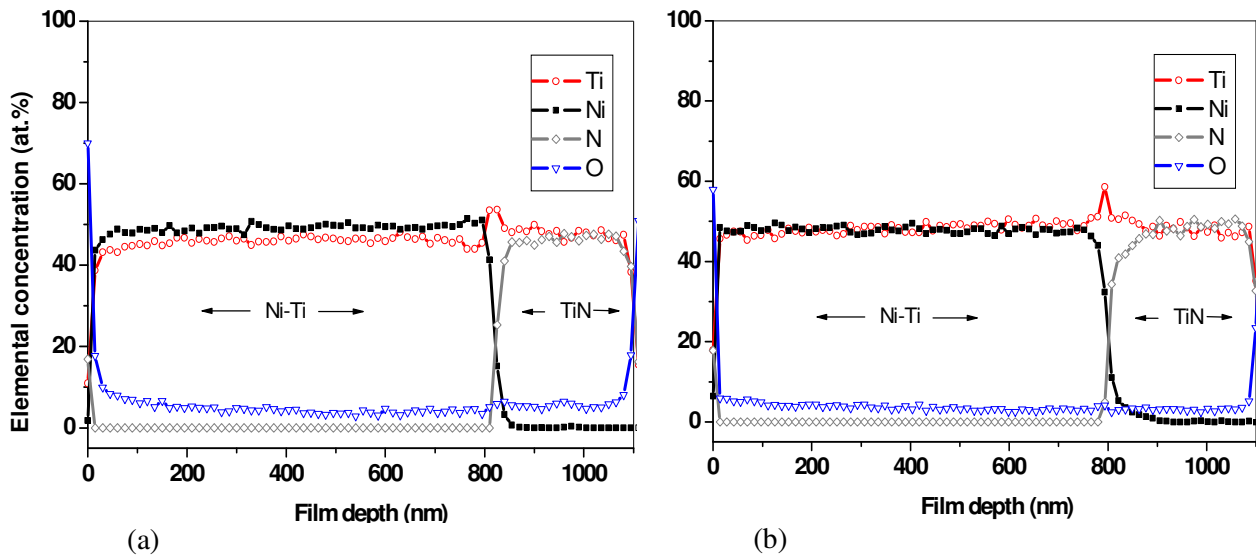 Elemental concentration (at.%)
100
80
60
40
20
0
Ti
Ni
N
O
Ni-Ti
TiN
0 200 400 600 800 1000
Film depth (nm)
(a)
100
80
60
40
20
0
Ti
Ni
N
O
Ni-Ti
TiN
0 200 400 600 800 1000
Film depth (nm)
(b)